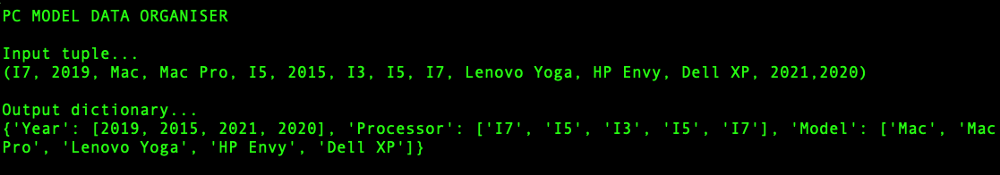 PC MODEL DATA ORGANISER
Input tuple...
(I7, 2019, Mac, Mac Pro, I5, 2015, I3, I5, I7, Lenovo Yoga, HP Envy, Dell XP, 2021,2020)
Output dictionary...
{'Year': [2019, 2015, 2021, 2020], 'Processor': ['I7', 'I5', 'I3', 'I5', 'I7'], 'Model': ['Mac', 'Mac
Pro', 'Lenovo Yoga', 'HP Envy', 'Dell XP']}